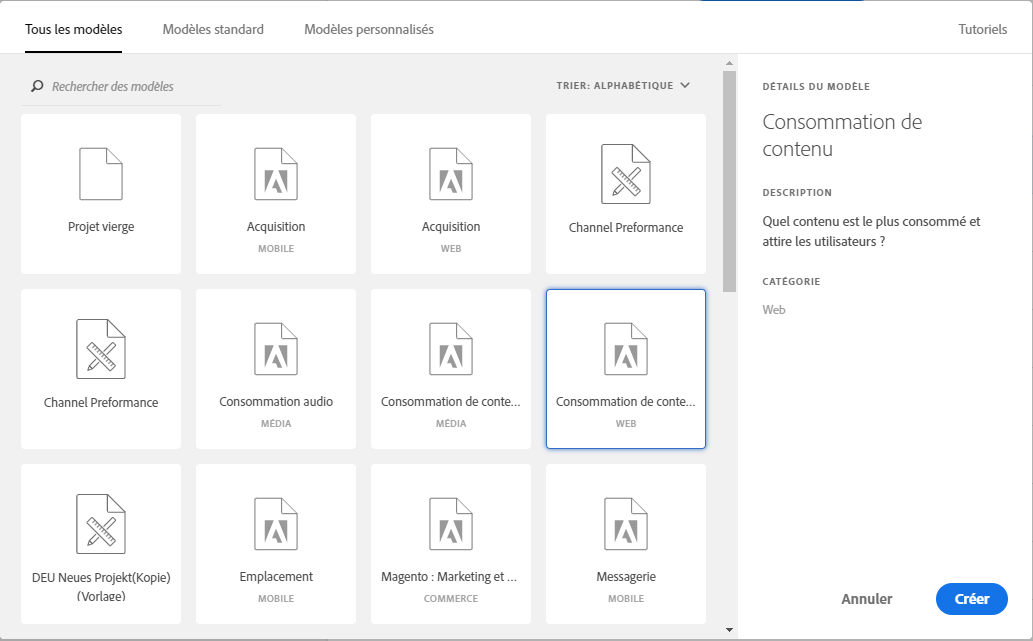 Tous les modèles
Modèles standard
Modèles personnalisés
Tutoriels
Rechercher des modèles
TRIER: ALPHABÉTIQUE
Projet vierge
Acquisition
MOBILE
Acquisition
WEB
Channel Preformance
Channel Preformance
Consommation audio
MÉDIA
Consommation de conte...
MÉDIA
Consommation de conte...
WEB
DEU Neues Projekt(Kopie)
(Vorlage)
Emplacement
MOBILE
Magento : Marketing et ...
COMMERCE
Messagerie
MOBILE
DÉTAILS DU MODÈLE
Consommation de
contenu
DESCRIPTION
Quel contenu est le plus consommé et
attire les utilisateurs ?
CATÉGORIE
Web
Annuler
Créer